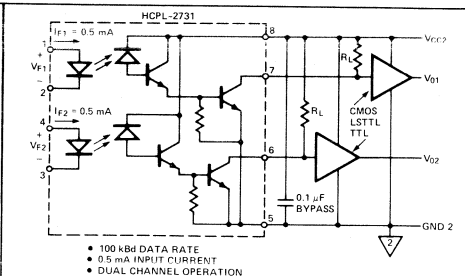 HCPL-2731
IF1 = 0.5 mA
1
+
VF1
−
2
IF2 = 0.5 mA
4
+
VF2
−
3
8
VCC2
RL
7
V01
CMOS
LSTTL
TTL
RL
6
V02
0.1 μF
BYPASS
5
GND 2
2
• 100 kBd DATA RATE
• 0.5 mA INPUT CURRENT
• DUAL CHANNEL OPERATION